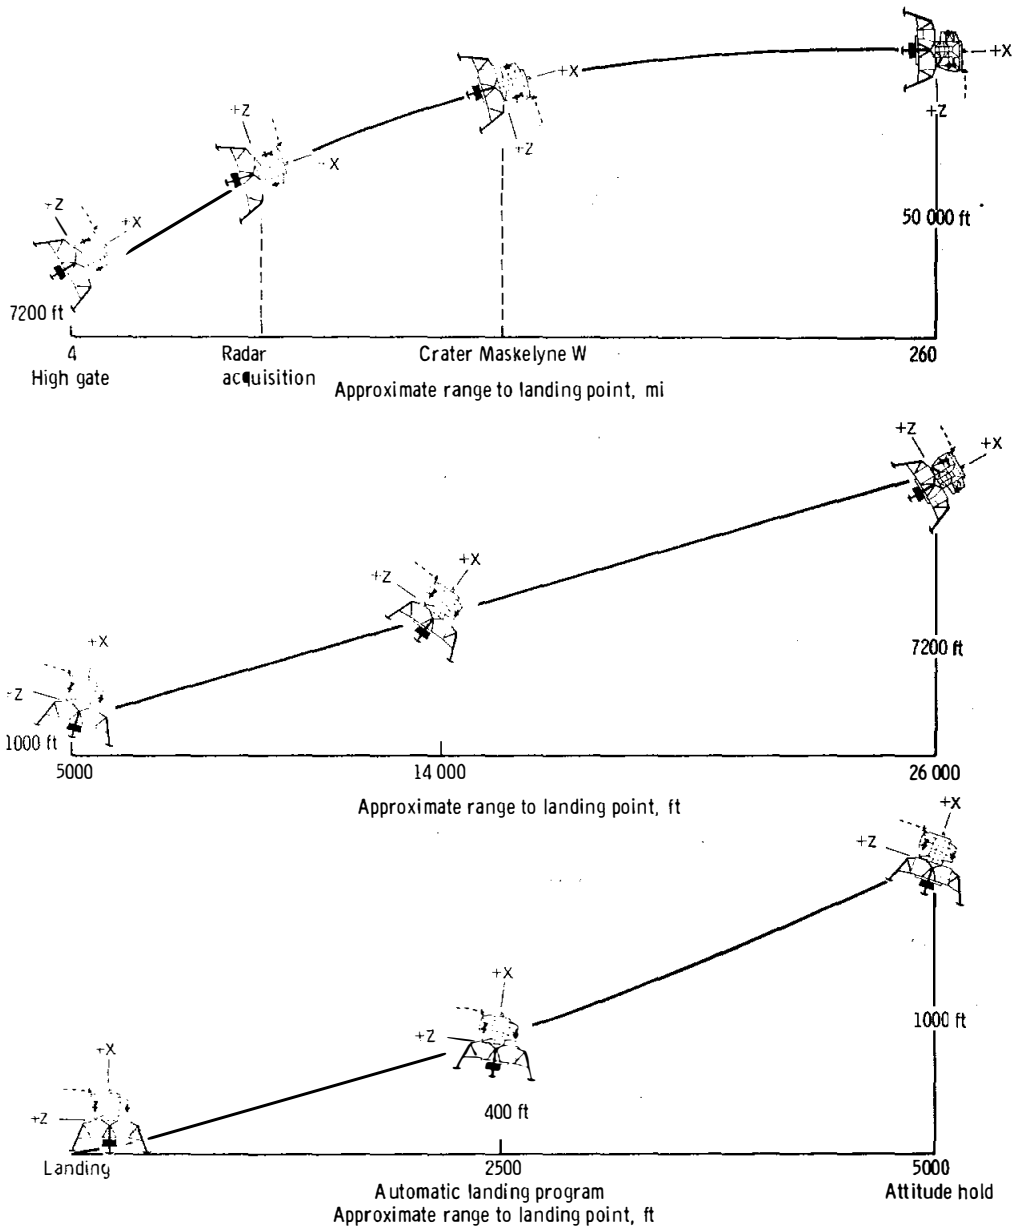 +X
+Z
50 000 ft
+X
+Z
+Z
+X
+Z
+X
7200 ft
4
High gate
Radar
acquisition
Crater Maskelyne W
260
Approximate range to landing point, mi
+Z
+X
7200 ft
+Z
+X
+X
+Z
1000 ft
5000
14 000
26 000
Approximate range to landing point, ft
+X
+Z
1000 ft
+X
+Z
400 ft
+X
+Z
Landing
2500
5000
Automatic landing program
Attitude hold
Approximate range to landing point, ft